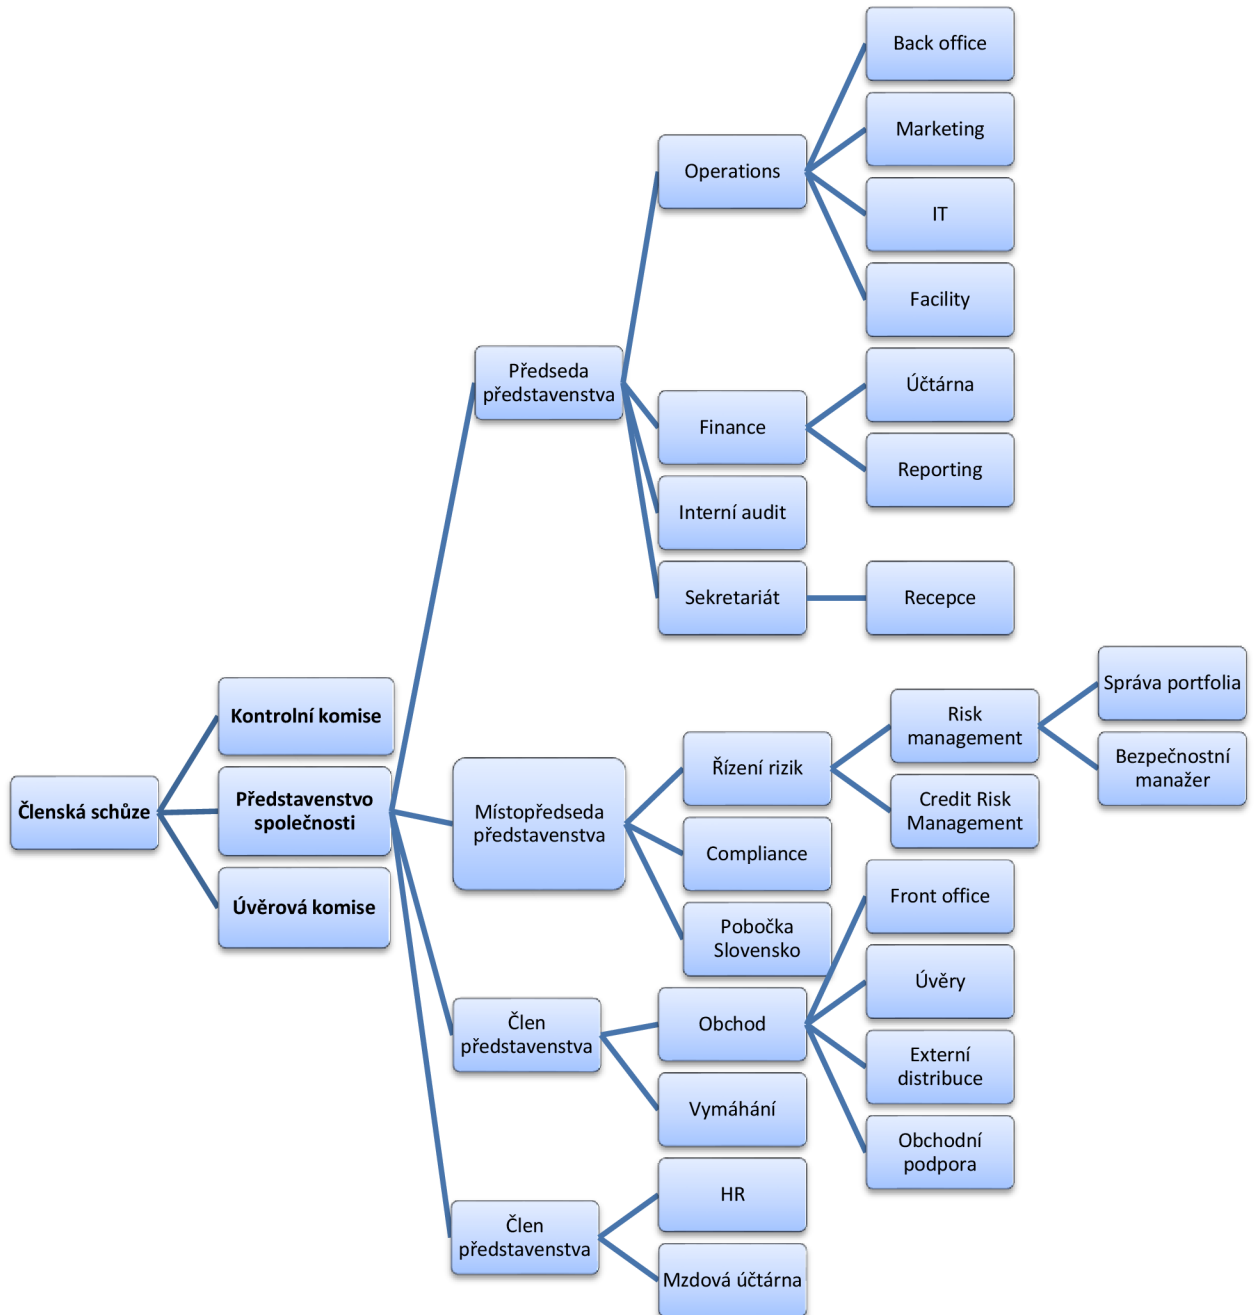 Back office
Marketing
Operations
IT
Facility
Předseda
představenstva
Účtárna
Finance
Reporting
Interní audit
Sekretariát
Recepce
Správa portfolia
Kontrolní komise
Risk
management
Řízení rizik
Bezpečnostní
manažer
Členská schůze
Představenstvo
společnosti
Místopředseda
představenstva
Credit Risk
Management
Compliance
Úvěrová komise
Front office
Pobočka
Slovensko
Úvěry
Člen
představenstva
Obchod
Externí
distribuce
Vymáhání
Obchodní
podpora
HR
Člen
představenstva
Mzdová účtárna